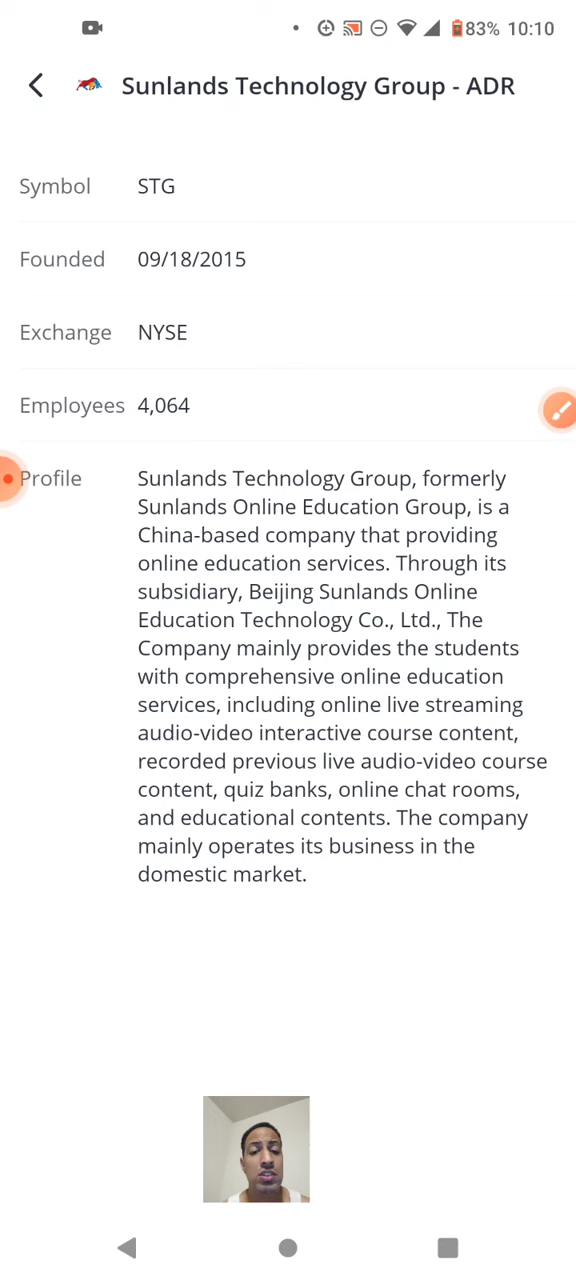 83% 10:10
Sunlands Technology Group - ADR
Symbol STG
Founded 09/18/2015
Exchange NYSE
Employees 4,064
Profile Sunlands Technology Group, formerly
Sunlands Online Education Group, is a
China-based company that providing
online education services. Through its
subsidiary, Beijing Sunlands Online
Education Technology Co., Ltd., The
Company mainly provides the students
with comprehensive online education
services, including online live streaming
audio-video interactive course content,
recorded previous live audio-video course
content, quiz banks, online chat rooms,
and educational contents. The company
mainly operates its business in the
domestic market.